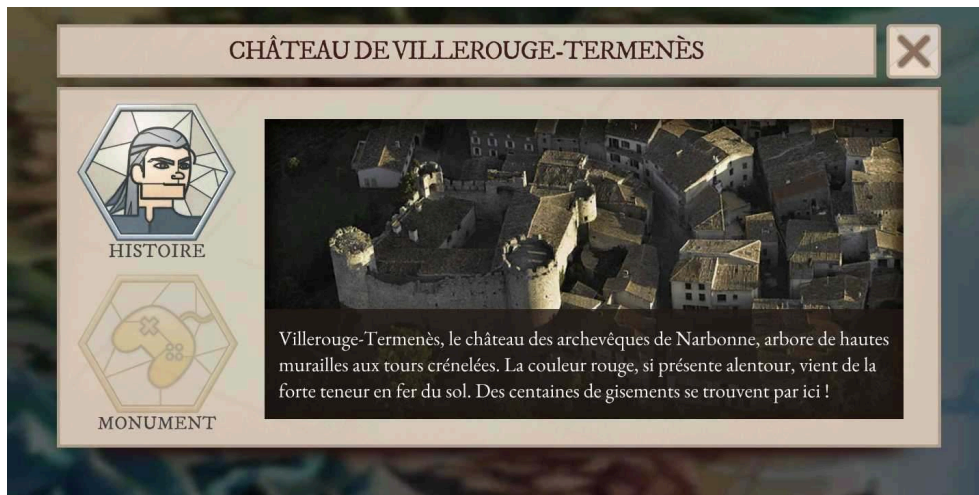 CHÂTEAU DE VILLEROUGE-TERMENÈS
HISTOIRE
MONUMENT
Villerouge-Termenès, le château des archevêques de Narbonne, arbore de hautes
murailles aux tours crénelées. La couleur rouge, si présente alentour, vient de la
forte teneur en fer du sol. Des centaines de gisements se trouvent par ici !